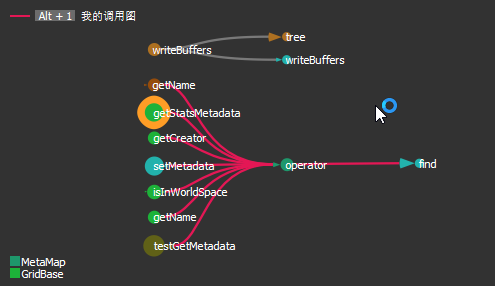 Alt + 1 我的调用图
tree
writeBuffers
writeBuffers
getName
getStatsMetadata
getCreator
setMetadata
operator
find
isInWorldSpace
getName
testGetMetadata
MetaMap
GridBase